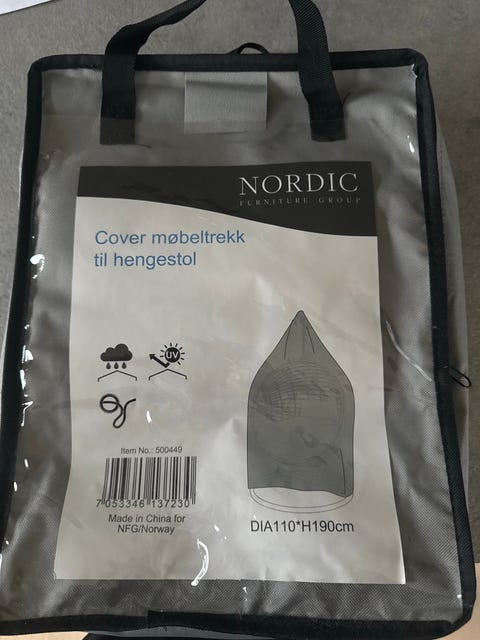 NORDIC
FURNITURE GROUP
Cover møbeltrekk
til hengestol
UV
Item No.: 500449
7 053346 137230
Made in China for
NFG/Norway
DIA110*H190cm